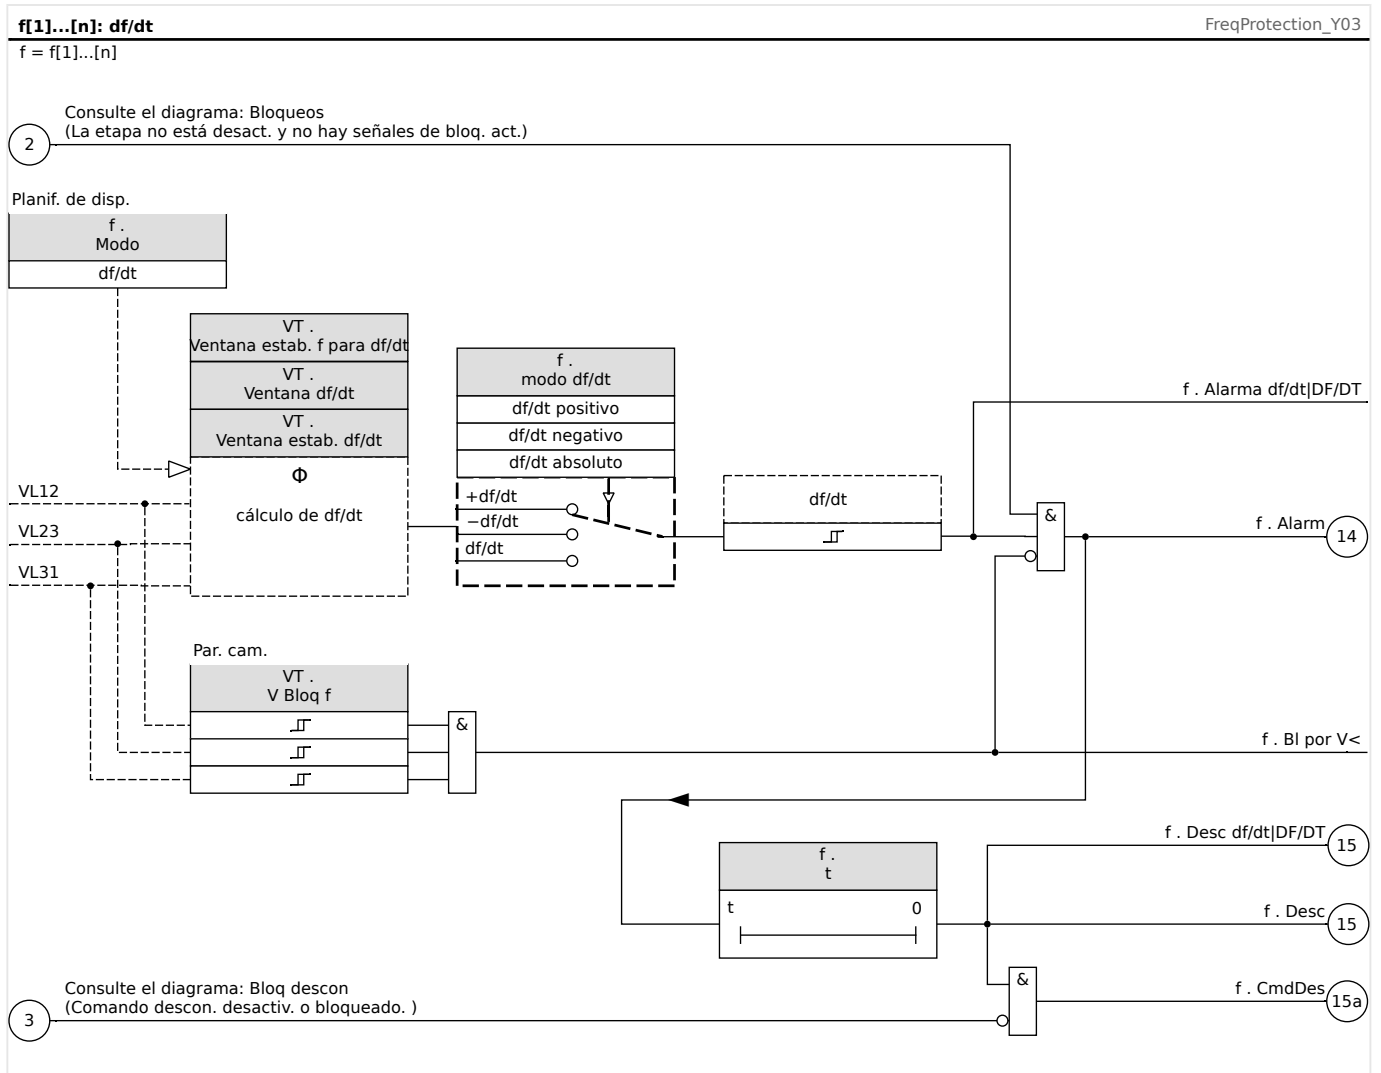 f[1]...[n]: df/dt
FreqProtection_Y03
f = f[1]...[n]
Consulte el diagrama: Bloqueos
(La etapa no está desact. y no hay señales de bloq. act.)
2
Planif. de disp.
f .
Modo
df/dt
VT .
Ventana estab. f para df/dt
VT .
Ventana df/dt
VT .
Ventana estab. df/dt
Φ
cálculo de df/dt
f .
modo df/dt
df/dt positivo
df/dt negativo
df/dt absoluto
+df/dt
−df/dt
df/dt
df/dt
f . Alarma df/dt|DF/DT
VL12
VL23
VL31
&
f . Alarm
14
Par. cam.
VT .
V Bloq f
&
f . Bl por V<
f . Desc df/dt|DF/DT
15
f .
t
t
0
f . Desc
15
Consulte el diagrama: Bloq descon
(Comando descon. desactiv. o bloqueado. )
3
&
f . CmdDes
15a